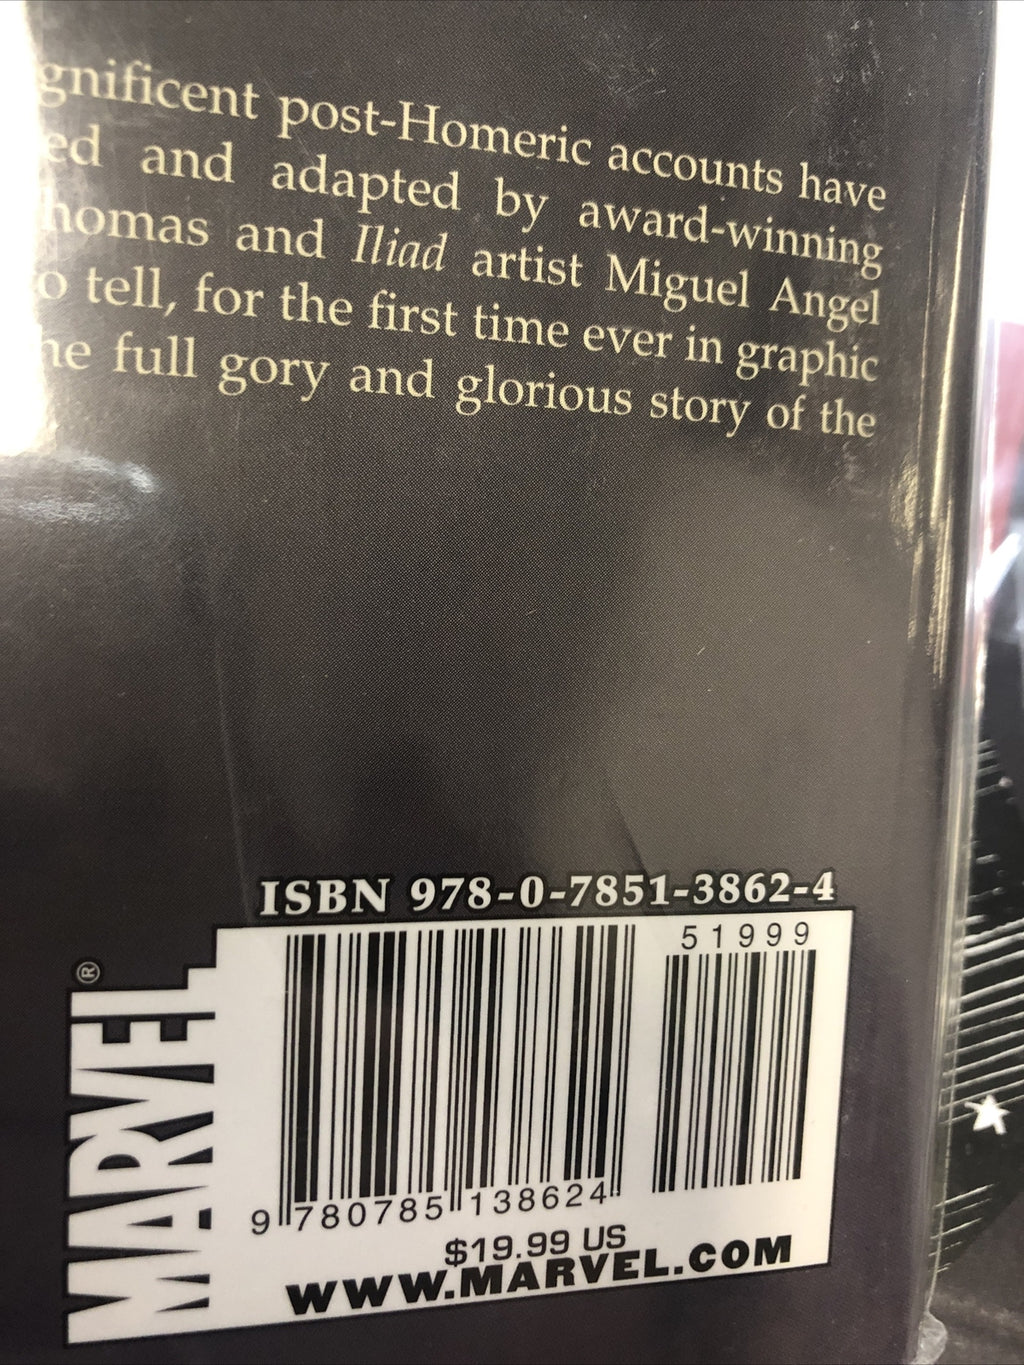 gnificent post-Homeric accounts have
ed and adapted by award-winning
homas and Iliad artist Miguel Angel
o tell, for the first time ever in graphic
he full gory and glorious story of the
ISBN 978-0-7851-3862-4
51999
MARVEL®
9 780785 138624
$19.99 US
WWW.MARVEL.COM